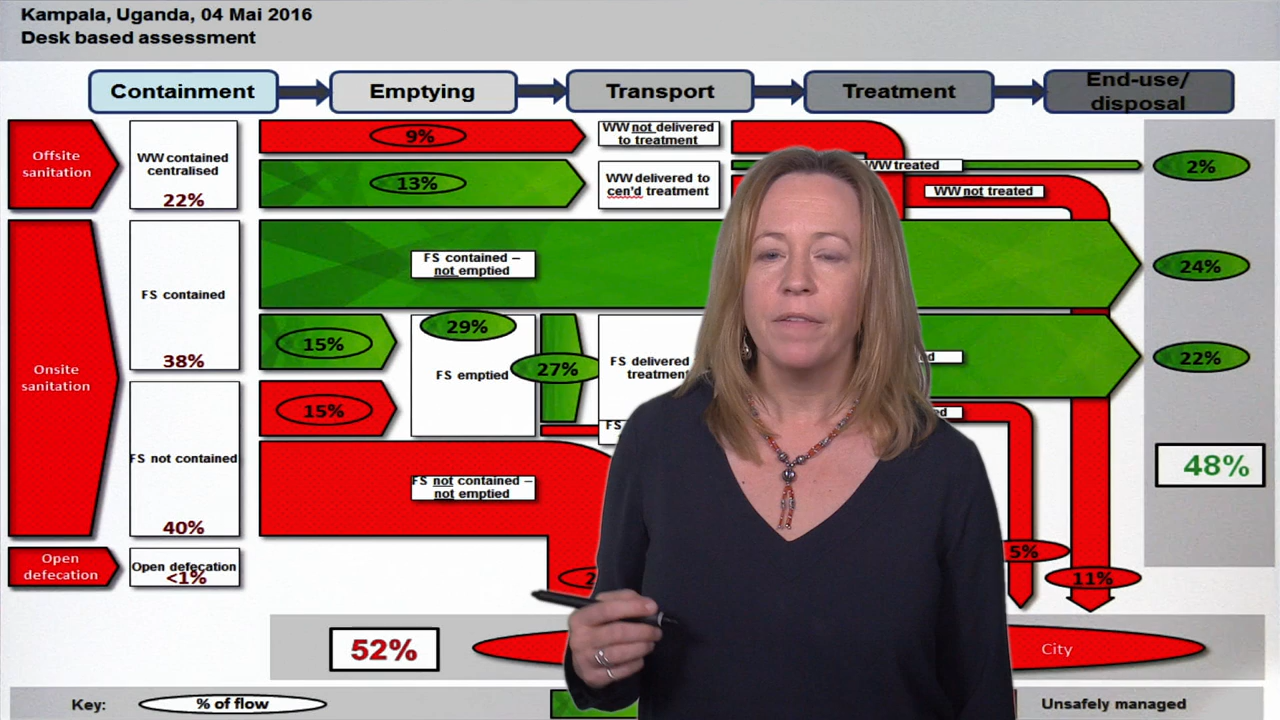 Kampala, Uganda, 04 Mai 2016
Desk based assessment
Containment
Emptying
Transport
Treatment
End-use/
disposal
Offsite
sanitation
WW contained
centralised
22%
9%
13%
WW not delivered
to treatment
WW delivered to
cen'd treatment
WW treated
WW not treated
2%
Onsite
sanitation
FS contained
38%
FS contained –
not emptied
24%
15%
29%
FS emptied
27%
FS delivered
treatment
22%
15%
FS
FS not contained
40%
FS not contained –
not emptied
48%
Open
defecation
Open defecation
<1%
5%
11%
52%
City
Key:
% of flow
Unsafely managed